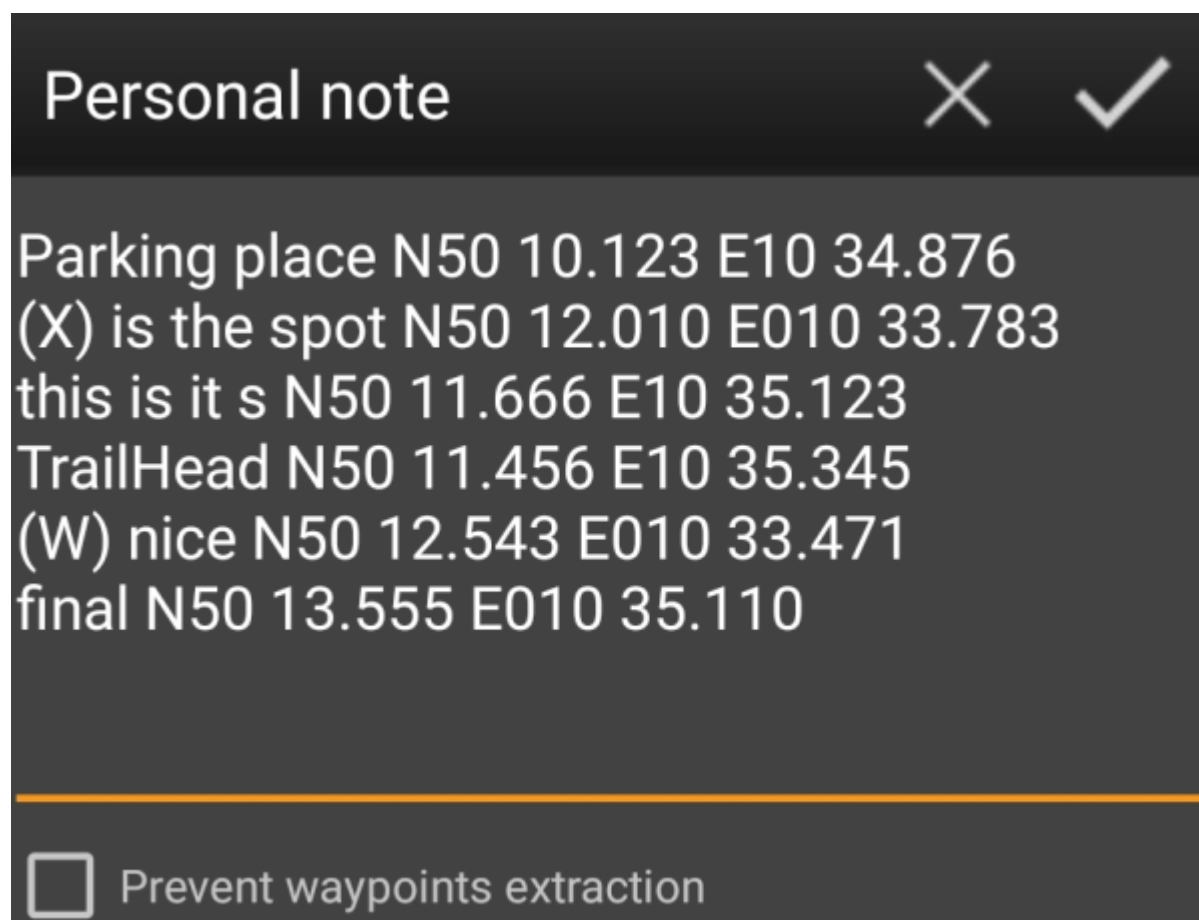 Personal note
Parking place N50 10.123 E10 34.876
(X) is the spot N50 12.010 E010 33.783
this is it s N50 11.666 E10 35.123
TrailHead N50 11.456 E10 35.345
(W) nice N50 12.543 E010 33.471
final N50 13.555 E010 35.110
Prevent waypoints extraction